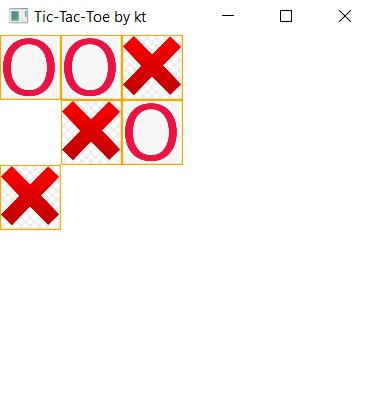 Tic-Tac-Toe by kt
O O X
X O
X